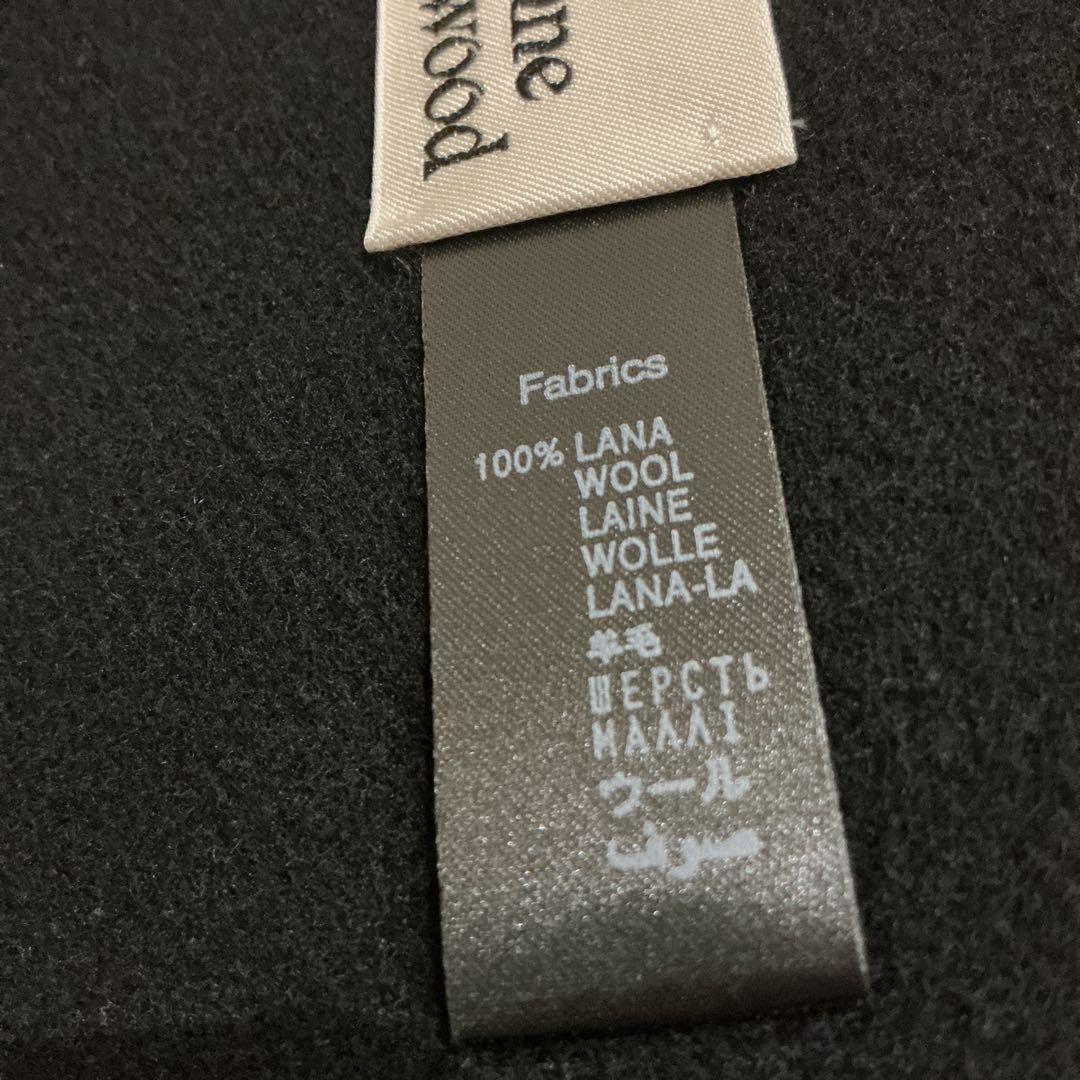 ne
wood
Fabrics
100% LANA
WOOL
LAINE
WOLLE
LANA-LA
羊毛
ШЕРСТЬ
ΜΑΛΛΙ
ウール
صوف